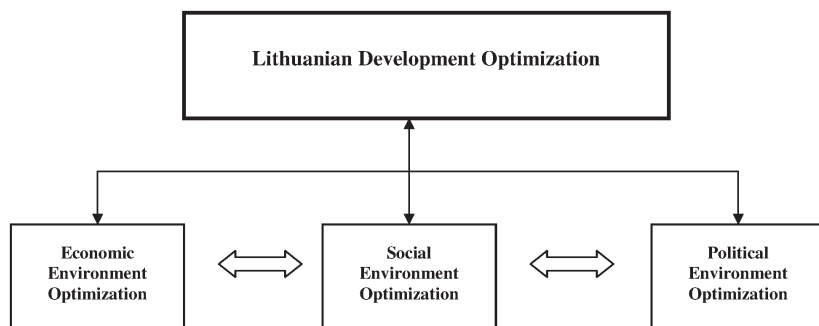 Lithuanian Development Optimization
Economic
Environment
Optimization
Social
Environment
Optimization
Political
Environment
Optimization